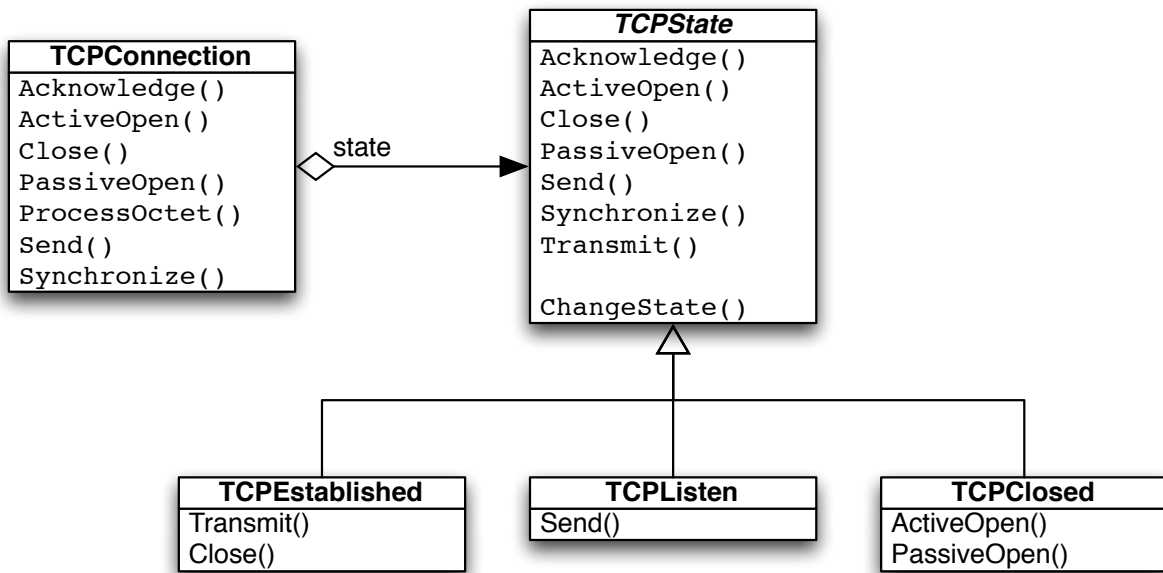 TCPConnection
Acknowledge()
ActiveOpen()
Close()
PassiveOpen()
ProcessOctet()
Send()
Synchronize()
state
TCPState
Acknowledge()
ActiveOpen()
Close()
PassiveOpen()
Send()
Synchronize()
Transmit()
ChangeState()
TCPEstablished
Transmit()
Close()
TCPListen
Send()
TCPClosed
ActiveOpen()
PassiveOpen()